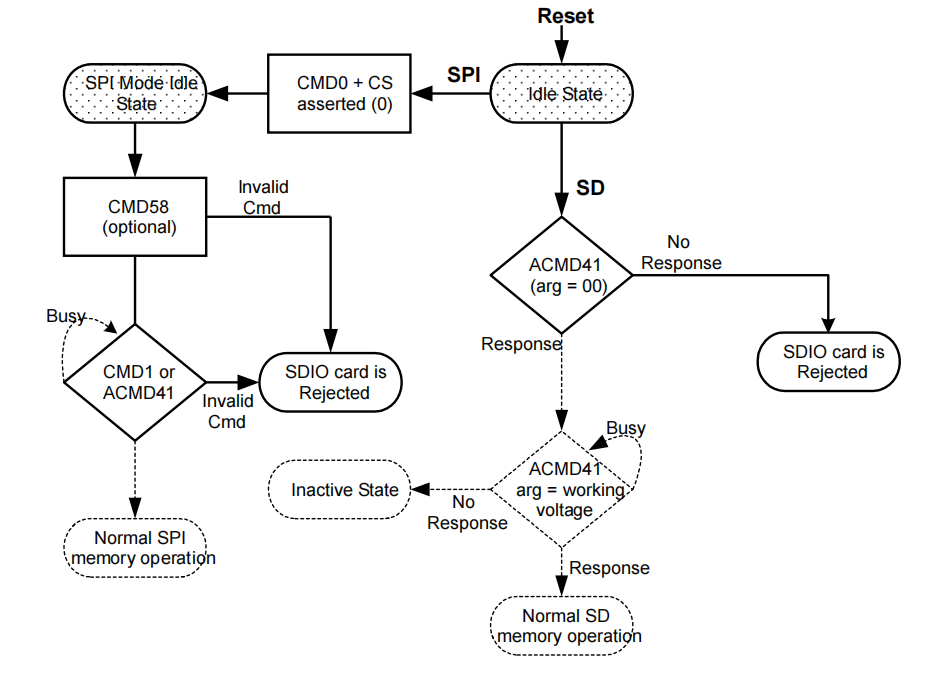 Reset
SPI Mode Idle
State
CMD0 + CS
asserted (0)
SPI
Idle State
CMD58
(optional)
Invalid
Cmd
SD
ACMD41
(arg = 00)
No
Response
Busy
CMD1 or
ACMD41
Invalid
Cmd
SDIO card is
Rejected
Response
SDIO card is
Rejected
Busy
ACMD41
arg = working
voltage
Inactive State
No
Response
Normal SPI
memory operation
Response
Normal SD
memory operation